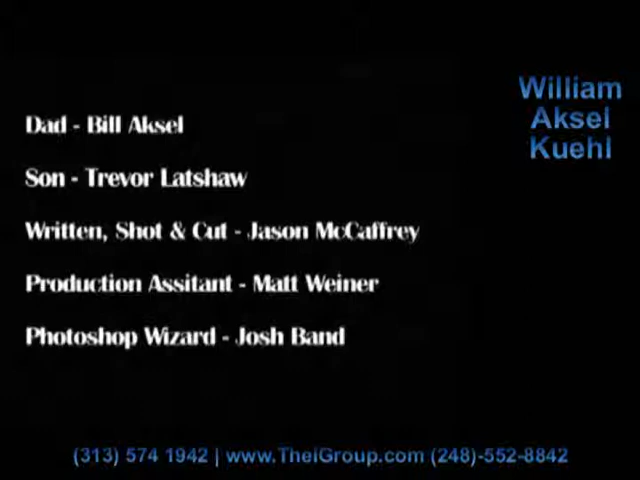 William
Aksel
Kuehl
Dad - Bill Aksel
Son - Trevor Latshaw
Written, Shot & Cut - Jason McCaffrey
Production Assitant - Matt Weiner
Photoshop Wizard - Josh Band
(313) 574 1942 | www.TheIGroup.com (248)-552-8842